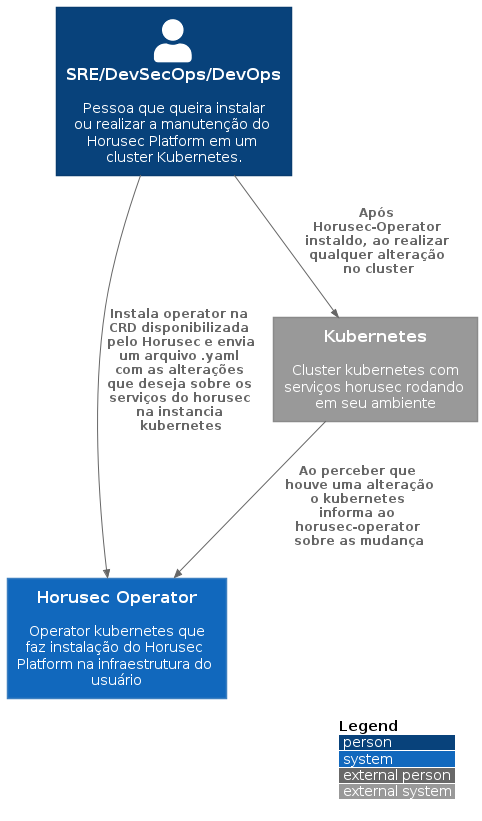 SRE/DevSecOps/DevOps
Pessoa que queira instalar
ou realizar a manutenção do
Horusec Platform em um
cluster Kubernetes.
Após
Horusec-Operator
instaldo, ao realizar
qualquer alteração
no cluster
Instala operator na
CRD disponibilizada
pelo Horusec e envia
um arquivo .yaml
com as alterações
que deseja sobre os
serviços do horusec
na instancia
kubernetes
Kubernetes
Cluster kubernetes com
serviços horusec rodando
em seu ambiente
Ao perceber que
houve uma alteração
o kubernetes
informa ao
horusec-operator
sobre as mudança
Horusec Operator
Operator kubernetes que
faz instalação do Horusec
Platform na infraestrutura do
usuário
Legend
person
system
external person
external system